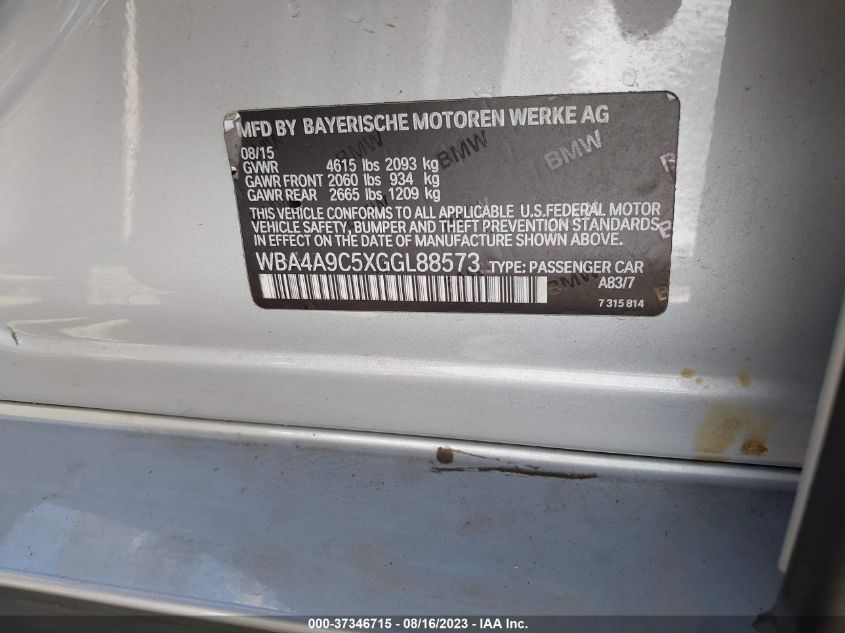 MFD BY BAYERISCHE MOTOREN WERKE AG
08/15
GVWR 4615 lbs 2093 kg
GAWR FRONT 2060 lbs 934 kg
GAWR REAR 2665 lbs 1209 kg
THIS VEHICLE CONFORMS TO ALL APPLICABLE U.S.FEDERAL MOTOR
VEHICLE SAFETY, BUMPER AND THEFT PREVENTION STANDARDS
IN EFFECT ON THE DATE OF MANUFACTURE SHOWN ABOVE.
WBA4A9C5XGGL88573 TYPE: PASSENGER CAR
A83/7
7 315 814
BMW
BMW
BMW
000-37346715 - 08/16/2023 - IAA Inc.